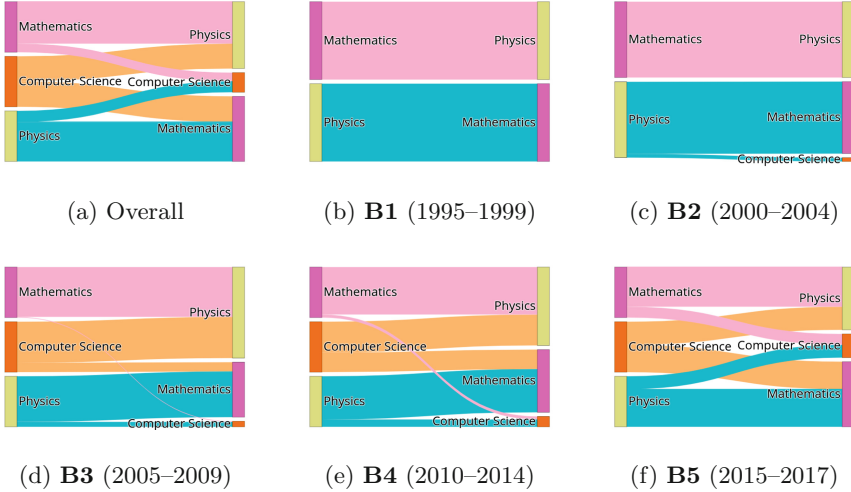 Mathematics
Physics
Computer Science
Computer Science
Physics
Mathematics
(a) Overall
Mathematics
Physics
Physics
Mathematics
(b) B1 (1995–1999)
Mathematics
Physics
Physics
Mathematics
Computer Science
(c) B2 (2000–2004)
Mathematics
Physics
Computer Science
Mathematics
Physics
Computer Science
(d) B3 (2005–2009)
Mathematics
Physics
Computer Science
Mathematics
Physics
Computer Science
(e) B4 (2010–2014)
Mathematics
Physics
Computer Science
Computer Science
Physics
Mathematics
(f) B5 (2015–2017)